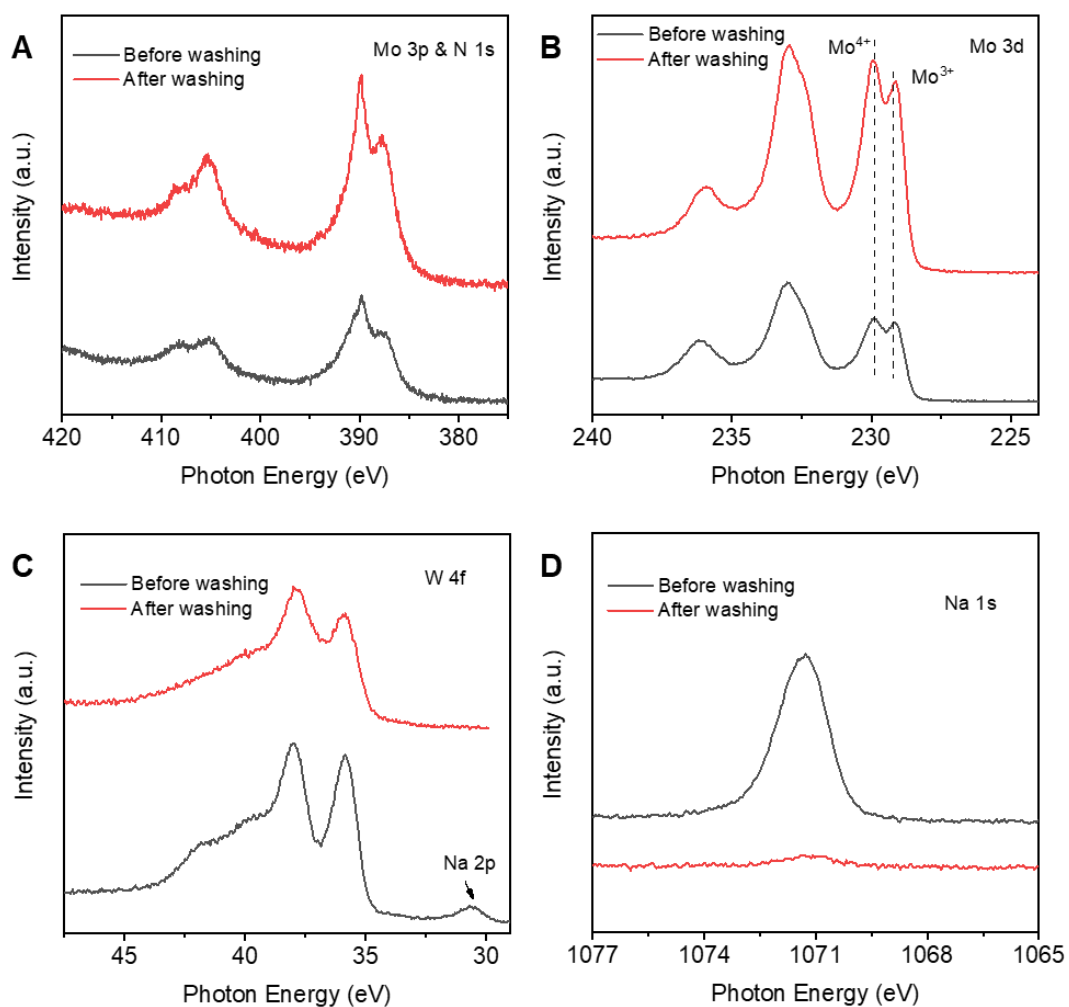 A
Before washing
After washing
Mo 3p & N 1s
Intensity (a.u.)
420 410 400 390 380
Photon Energy (eV)
B
Before washing
After washing
Mo⁴⁺
Mo 3d
Mo³⁺
Intensity (a.u.)
240 235 230 225
Photon Energy (eV)
C
Before washing
After washing
W 4f
Na 2p
Intensity (a.u.)
45 40 35 30
Photon Energy (eV)
D
Before washing
After washing
Na 1s
Intensity (a.u.)
1077 1074 1071 1068 1065
Photon Energy (eV)